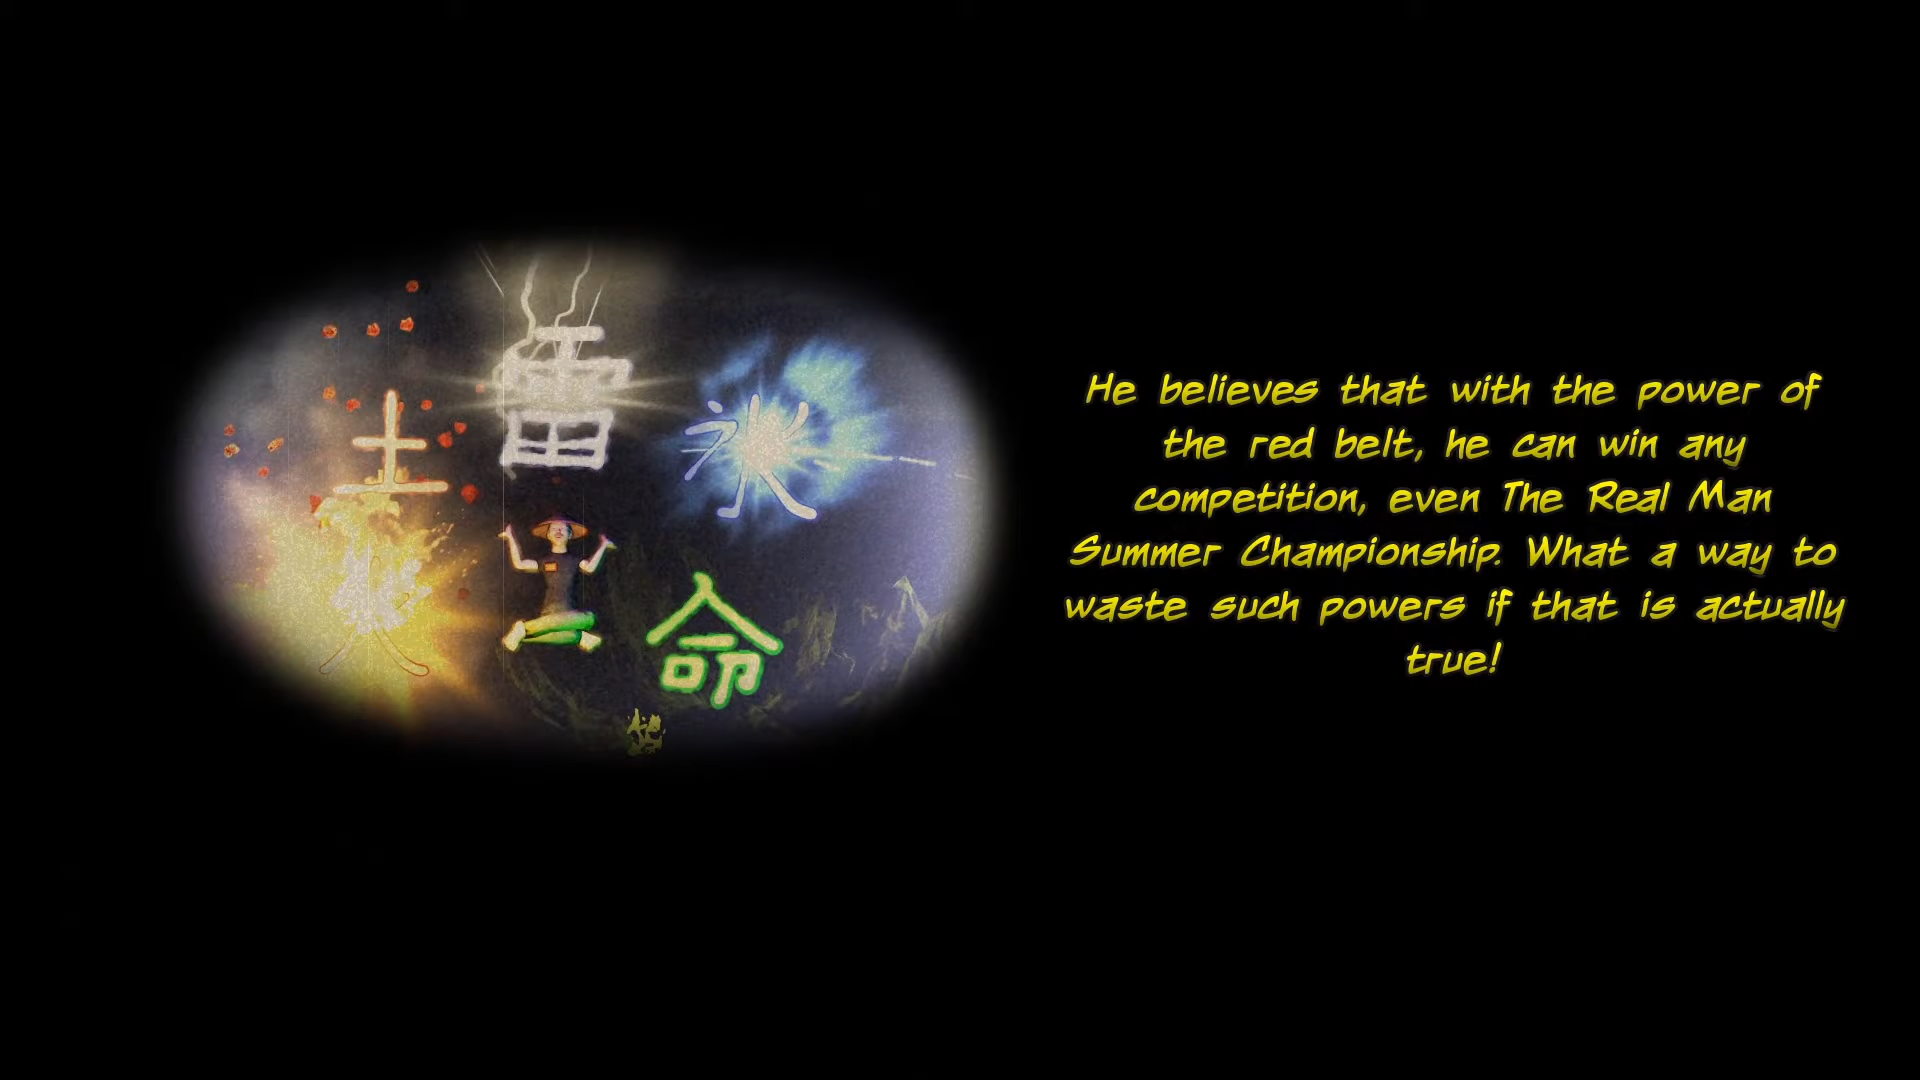 雷
土
氷
火
命
He believes that with the power of
the red belt, he can win any
competition, even The Real Man
Summer Championship. What a way to
waste such powers if that is actually
true!